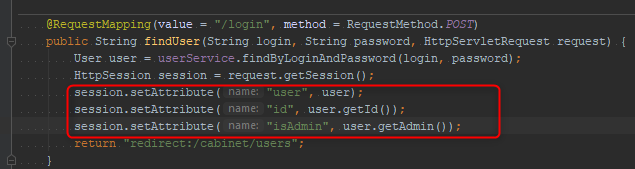 @RequestMapping(value = "/login", method = RequestMethod.POST)
public String findUser(String login, String password, HttpServletRequest request) {
User user = userService.findByLoginAndPassword(login, password);
HttpSession session = request.getSession();
session.setAttribute( name: "user", user);
session.setAttribute( name: "id", user.getId());
session.setAttribute( name: "isAdmin", user.getAdmin());
return "redirect:/cabinet/users";
}